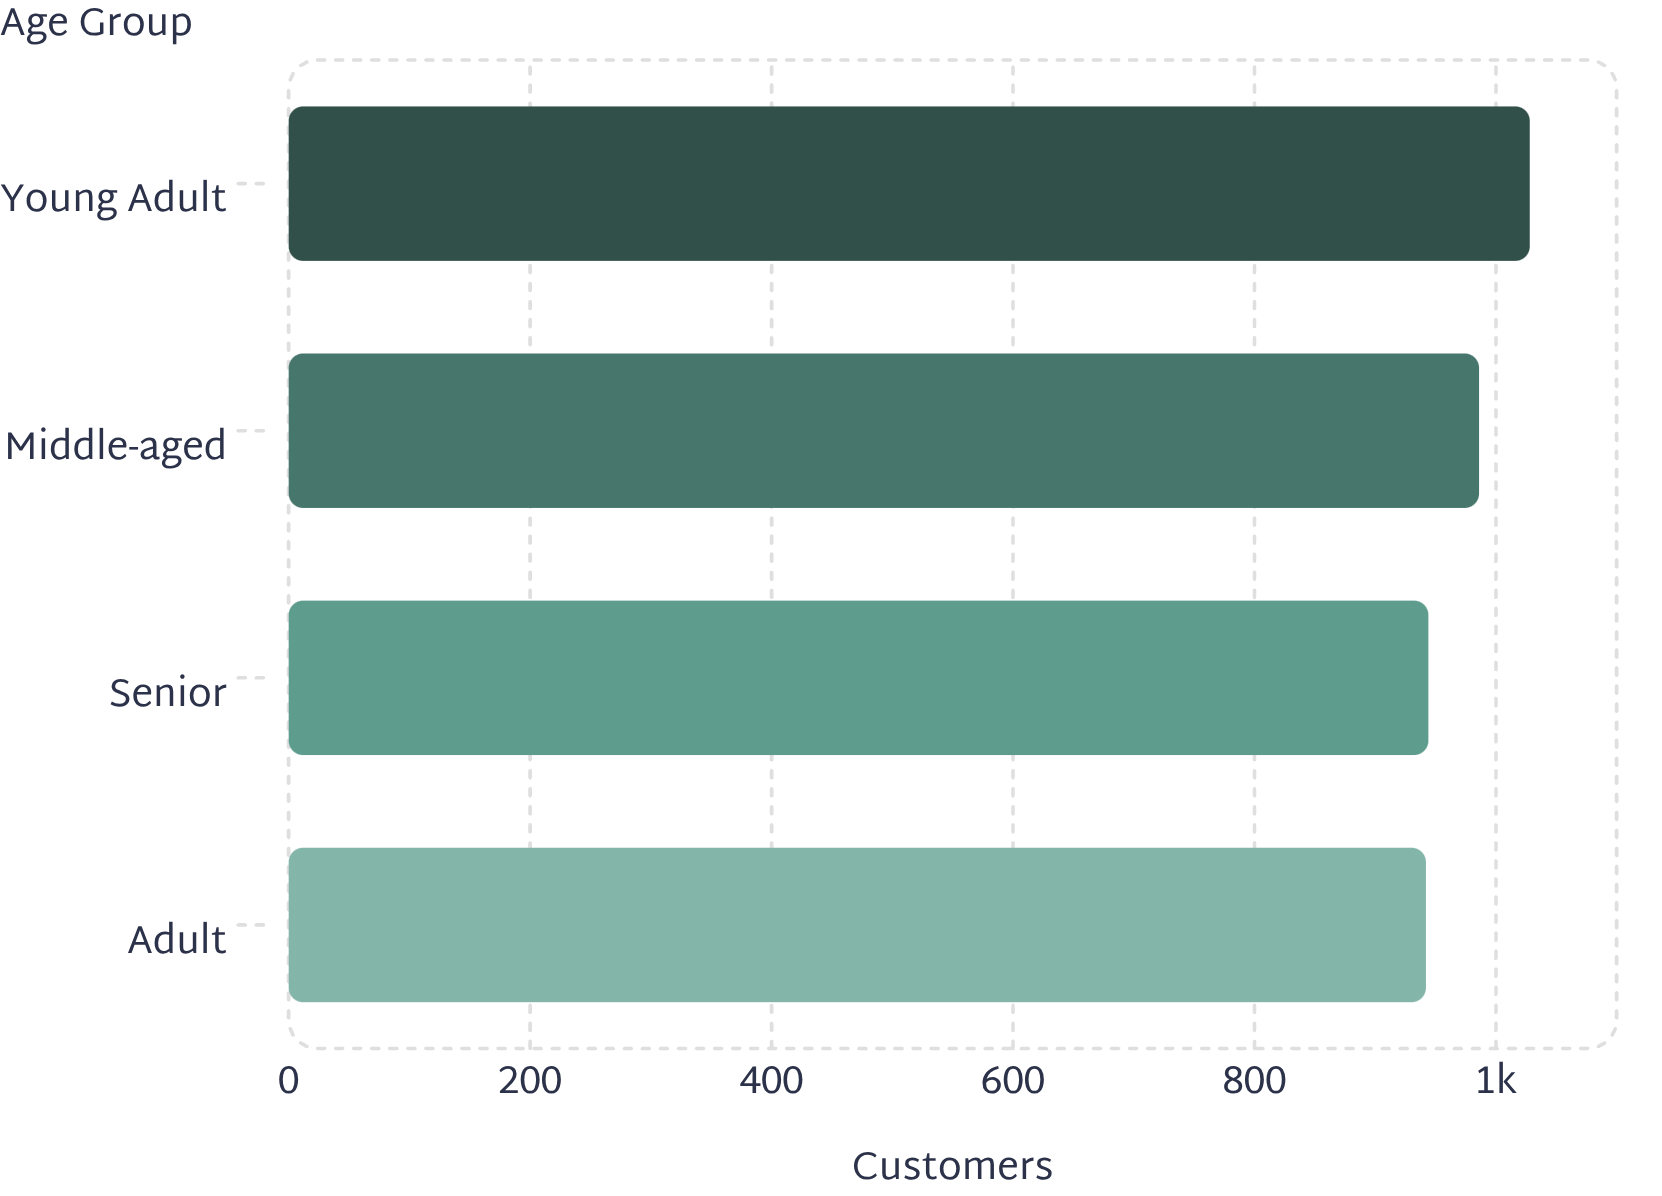 Age Group
Young Adult
Middle-aged
Senior
Adult
0 200 400 600 800 1k
Customers